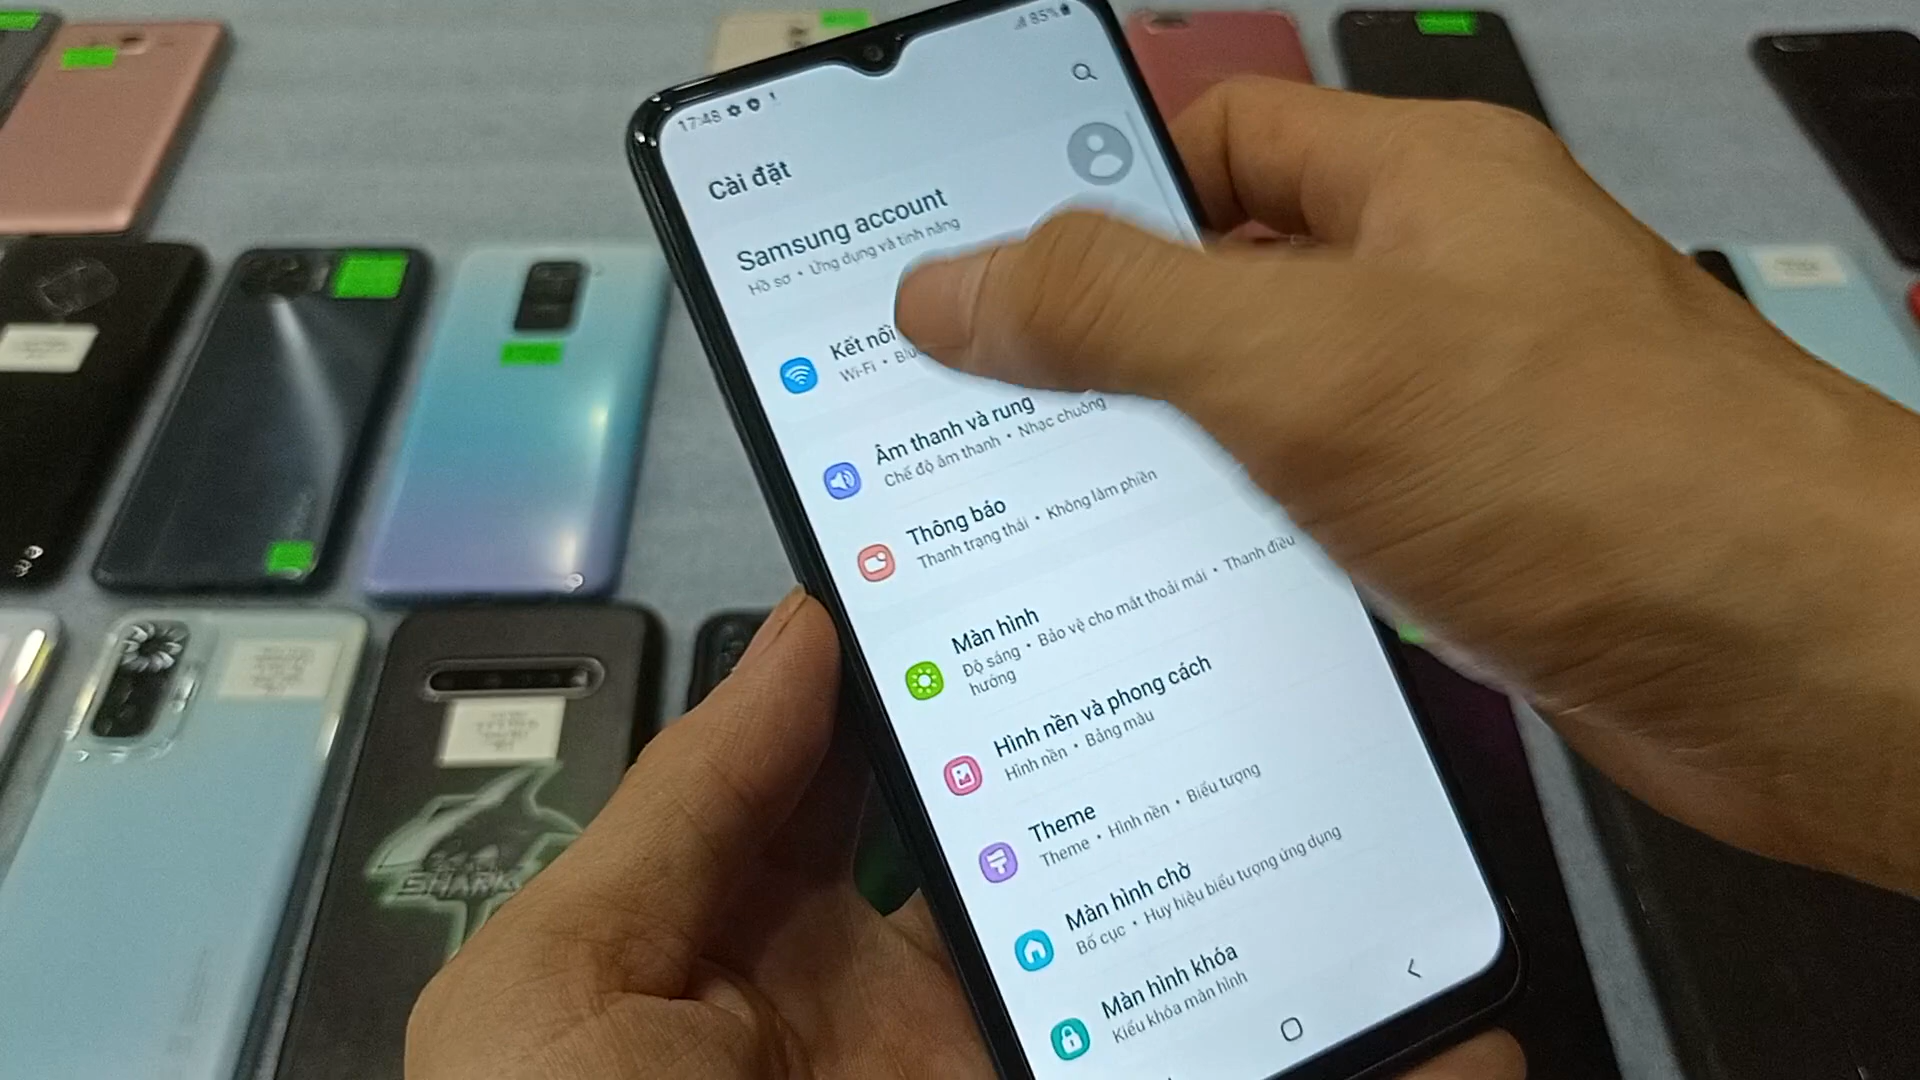 17:48
85%
Cài đặt
Samsung account
Hồ sơ • Ứng dụng và tính năng
Kết nối
Wi-Fi •
Âm thanh và rung
Chế độ âm thanh • Nhạc chuông
Thông báo
Thanh trạng thái • Không làm phiền
Màn hình
Độ sáng • Bảo vệ cho mắt thoải mái • Thanh điều
hướng
Hình nền và phong cách
Hình nền • Bảng màu
Theme
Theme • Hình nền • Biểu tượng
Màn hình chờ
Bố cục • Huy hiệu biểu tượng ứng dụng
Màn hình khóa
Kiểu khóa màn hình
SHARK